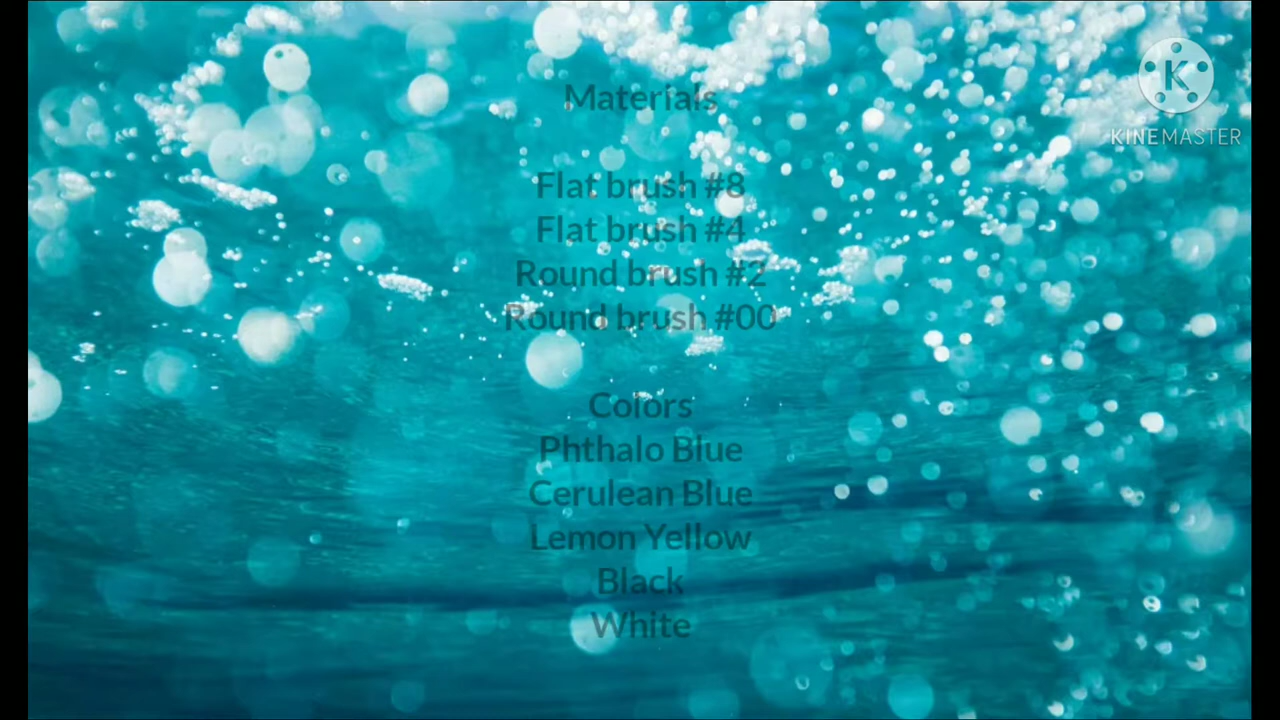 Materials
Flat brush #8
Flat brush #4
Round brush #2
Round brush #00
Colors
Phthalo Blue
Cerulean Blue
Lemon Yellow
Black
White
K
KINEMASTER